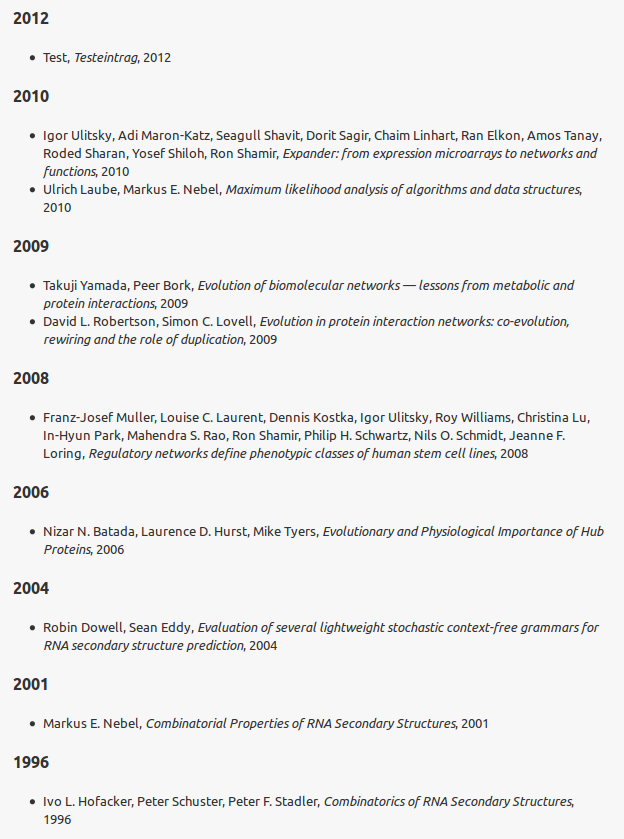 2012
• Test, Testeintrag, 2012
2010
• Igor Ulitsky, Adi Maron-Katz, Seagull Shavit, Dorit Sagir, Chaim Linhart, Ran Elkon, Amos Tanay,
Roded Sharan, Yosef Shiloh, Ron Shamir, Expander: from expression microarrays to networks and
functions, 2010
• Ulrich Laube, Markus E. Nebel, Maximum likelihood analysis of algorithms and data structures,
2010
2009
• Takuji Yamada, Peer Bork, Evolution of biomolecular networks — lessons from metabolic and
protein interactions, 2009
• David L. Robertson, Simon C. Lovell, Evolution in protein interaction networks: co-evolution,
rewiring and the role of duplication, 2009
2008
• Franz-Josef Muller, Louise C. Laurent, Dennis Kostka, Igor Ulitsky, Roy Williams, Christina Lu,
In-Hyun Park, Mahendra S. Rao, Ron Shamir, Philip H. Schwartz, Nils O. Schmidt, Jeanne F.
Loring, Regulatory networks define phenotypic classes of human stem cell lines, 2008
2006
• Nizar N. Batada, Laurence D. Hurst, Mike Tyers, Evolutionary and Physiological Importance of Hub
Proteins, 2006
2004
• Robin Dowell, Sean Eddy, Evaluation of several lightweight stochastic context-free grammars for
RNA secondary structure prediction, 2004
2001
• Markus E. Nebel, Combinatorial Properties of RNA Secondary Structures, 2001
1996
• Ivo L. Hofacker, Peter Schuster, Peter F. Stadler, Combinatorics of RNA Secondary Structures,
1996